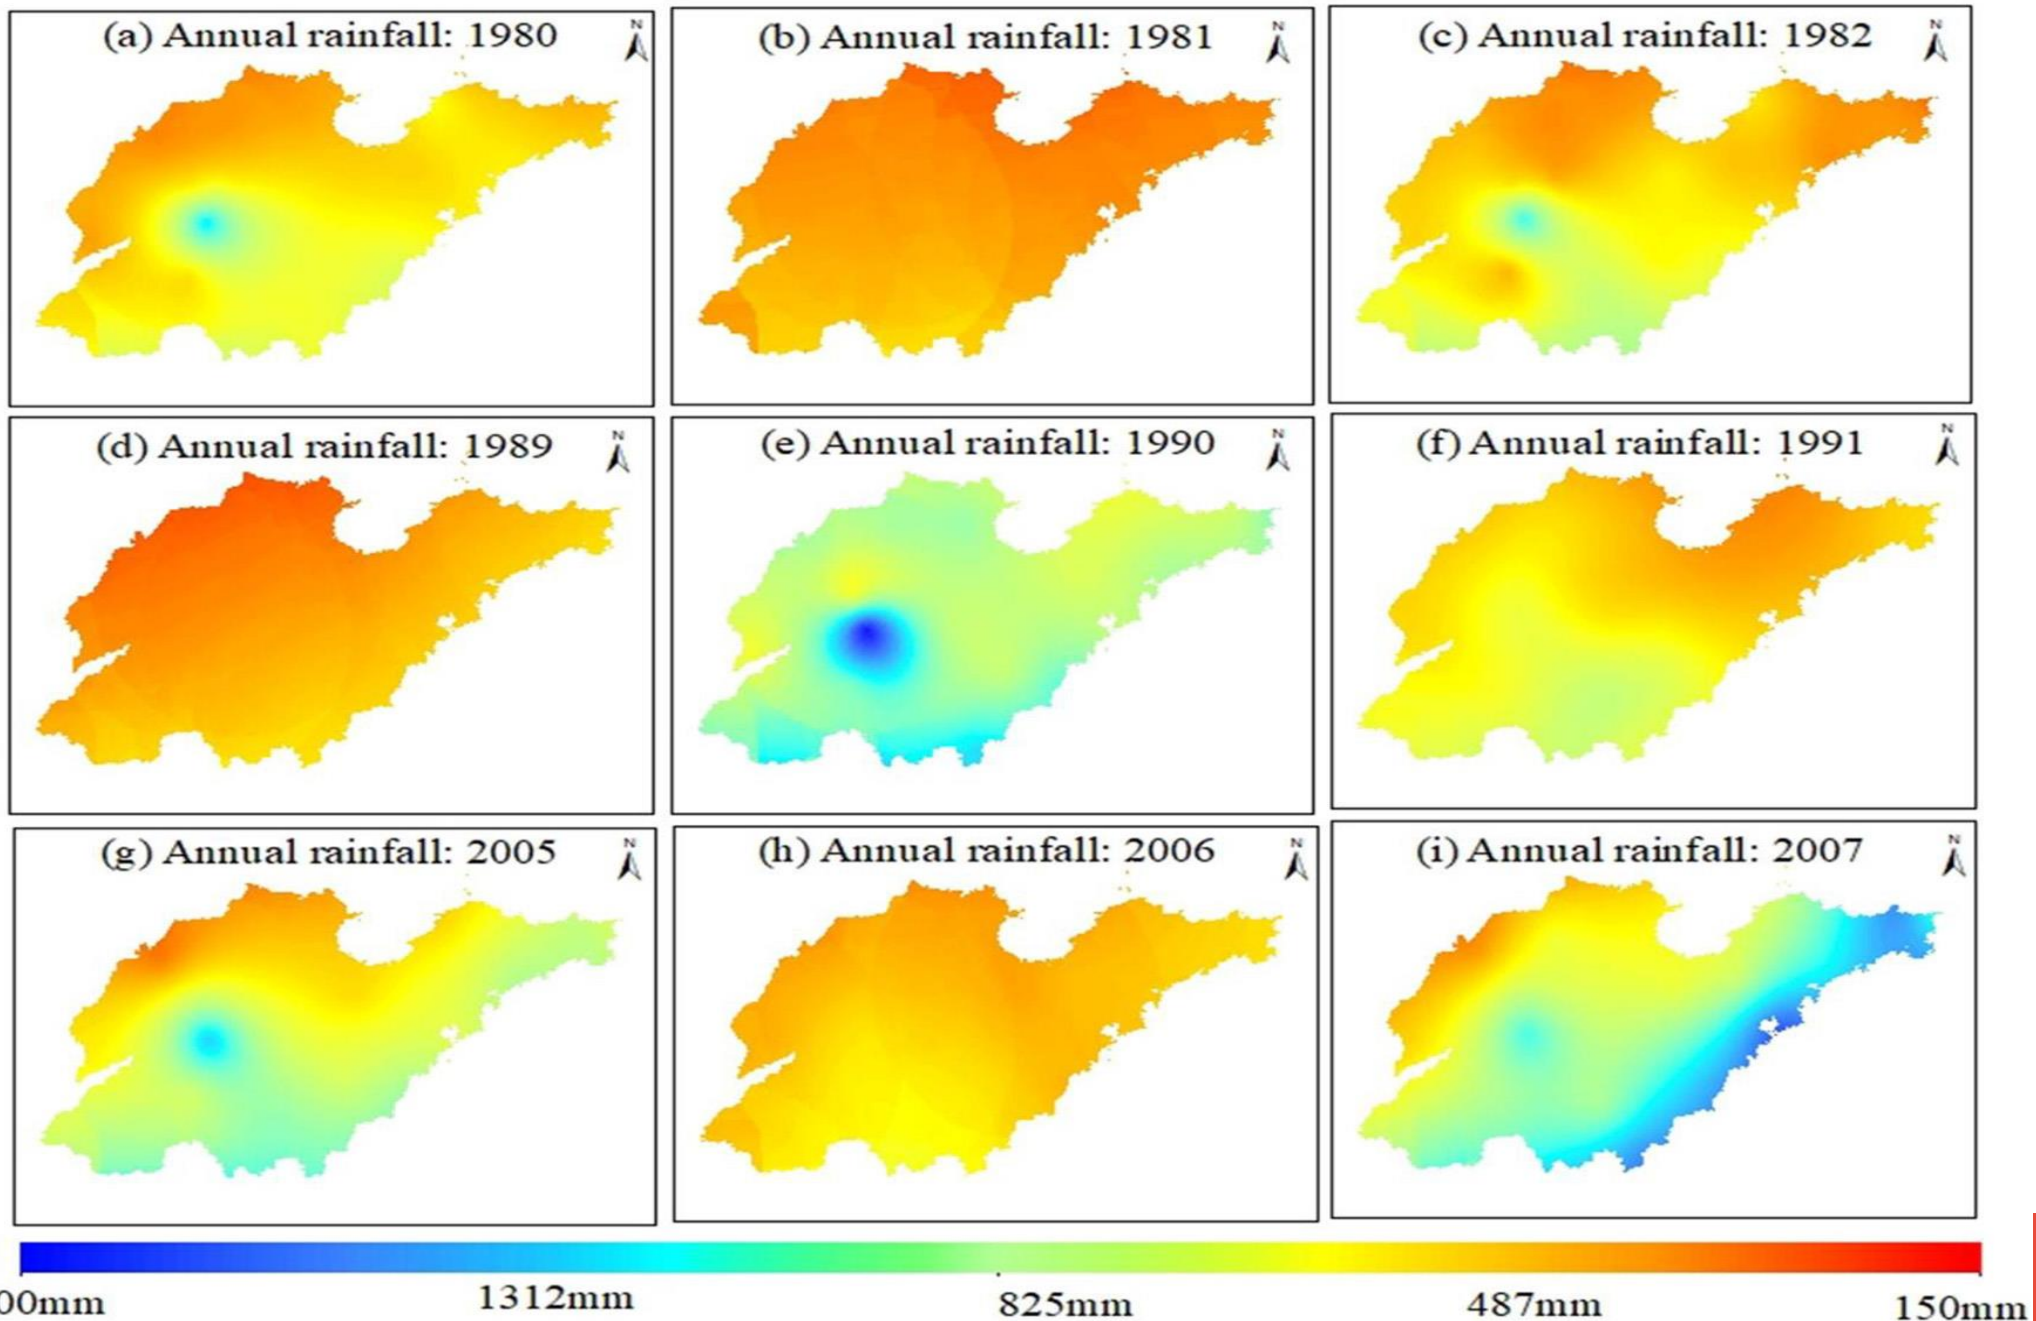 (a) Annual rainfall: 1980
N
(b) Annual rainfall: 1981
N
(c) Annual rainfall: 1982
N
(d) Annual rainfall: 1989
N
(e) Annual rainfall: 1990
N
(f) Annual rainfall: 1991
N
(g) Annual rainfall: 2005
N
(h) Annual rainfall: 2006
N
(i) Annual rainfall: 2007
N
00mm 1312mm 825mm 487mm 150mm